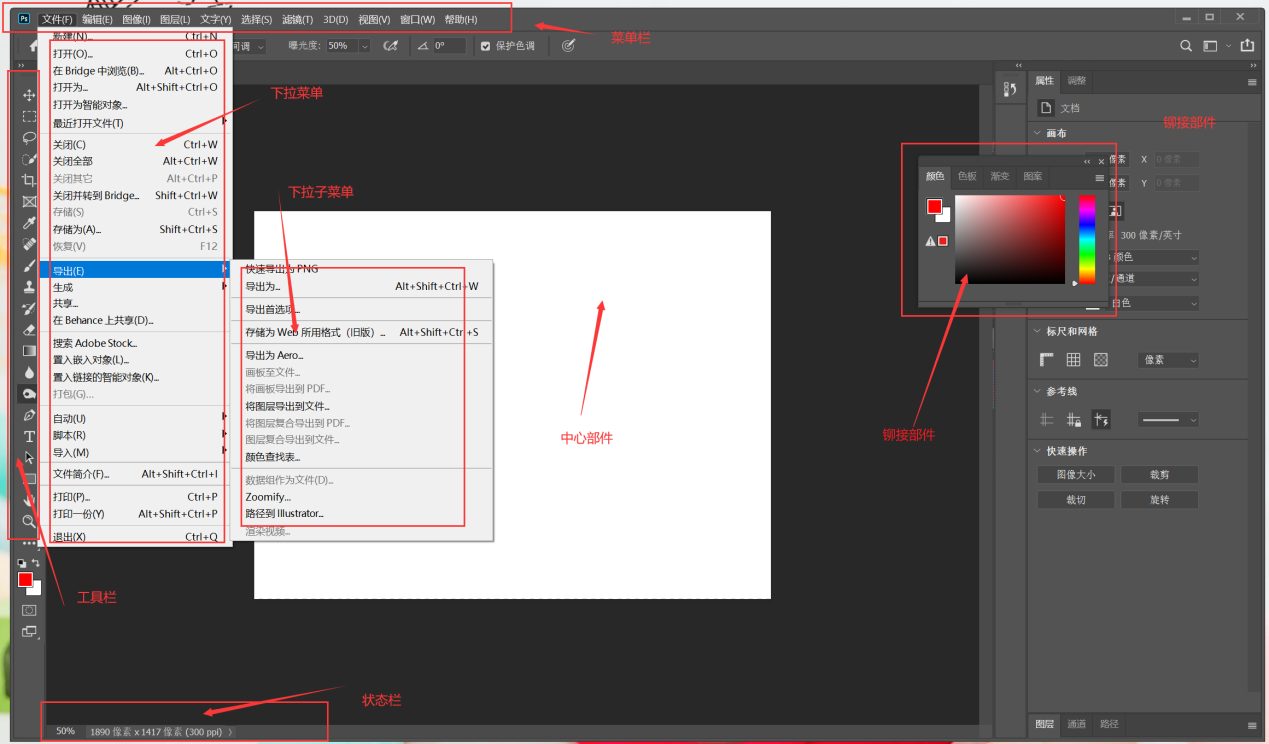 Ps 文件(F) 编辑(E) 图像(I) 图层(L) 文字(Y) 选择(S) 滤镜(T) 3D(D) 视图(V) 窗口(W) 帮助(H)
菜单栏
间调 曝光度: 50% 0° 保护色调
新建(N)... Ctrl+N
打开(O)... Ctrl+O
在 Bridge 中浏览(B)... Alt+Ctrl+O
打开为... Alt+Shift+Ctrl+O
打开为智能对象...
最近打开文件(T)
关闭(C) Ctrl+W
关闭全部 Alt+Ctrl+W
关闭其它 Alt+Ctrl+P
关闭并转到 Bridge... Shift+Ctrl+W
存储(S) Ctrl+S
存储为(A)... Shift+Ctrl+S
恢复(V) F12
导出(E)
生成
共享...
在 Behance 上共享(D)...
搜索 Adobe Stock...
置入嵌入对象(L)...
置入链接的智能对象(K)...
打包(G)...
自动(U)
脚本(R)
导入(M)
文件简介(F)... Alt+Shift+Ctrl+I
打印(P)... Ctrl+P
打印一份(Y) Alt+Shift+Ctrl+P
退出(X) Ctrl+Q
下拉菜单
下拉子菜单
快速导出为 PNG
导出为... Alt+Shift+Ctrl+W
导出首选项...
存储为 Web 所用格式（旧版）... Alt+Shift+Ctrl+S
导出为 Aero...
画板至文件...
将画板导出到 PDF...
将图层导出到文件...
将图层复合导出到 PDF...
图层复合导出到文件...
颜色查找表...
数据组作为文件(D)...
Zoomify...
路径到 Illustrator...
渲染视频...
中心部件
工具栏
状态栏
50% 1890 像素 x 1417 像素 (300 ppi)
颜色 色板 渐变 图案
铆接部件
属性 调整
文档
铆接部件
画布
像素 X 0 像素
像素 Y 0 像素
300 像素/英寸
颜色
/通道
白色
标尺和网格
像素
参考线
快速操作
图像大小 裁剪
裁切 旋转
图层 通道 路径